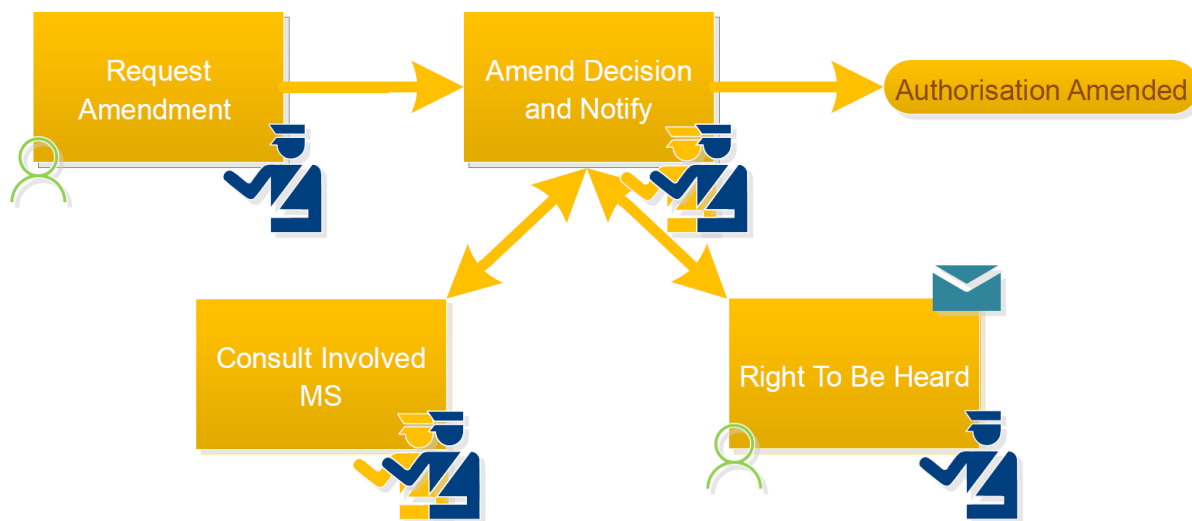 Request
Amendment
Amend Decision
and Notify
Authorisation Amended
Consult Involved
MS
Right To Be Heard